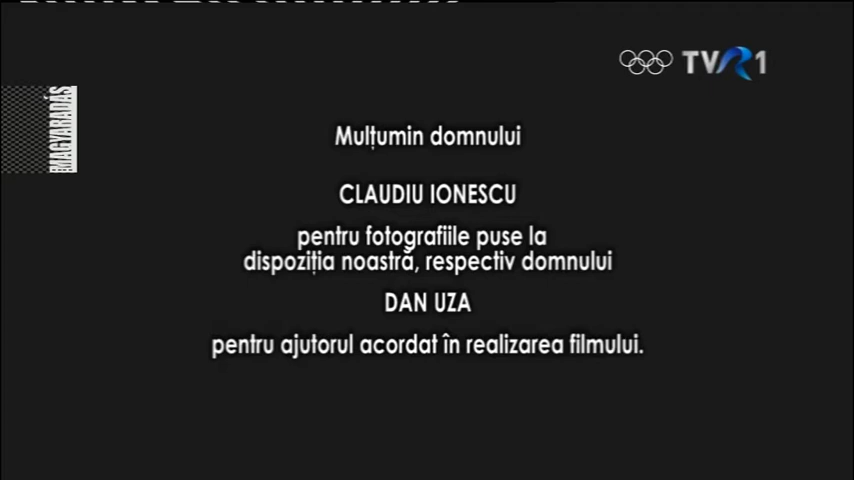 TVR1
MAGYARADÁS
Mulțumin domnului
CLAUDIU IONESCU
pentru fotografiile puse la
dispoziția noastră, respectiv domnului
DAN UZA
pentru ajutorul acordat în realizarea filmului.